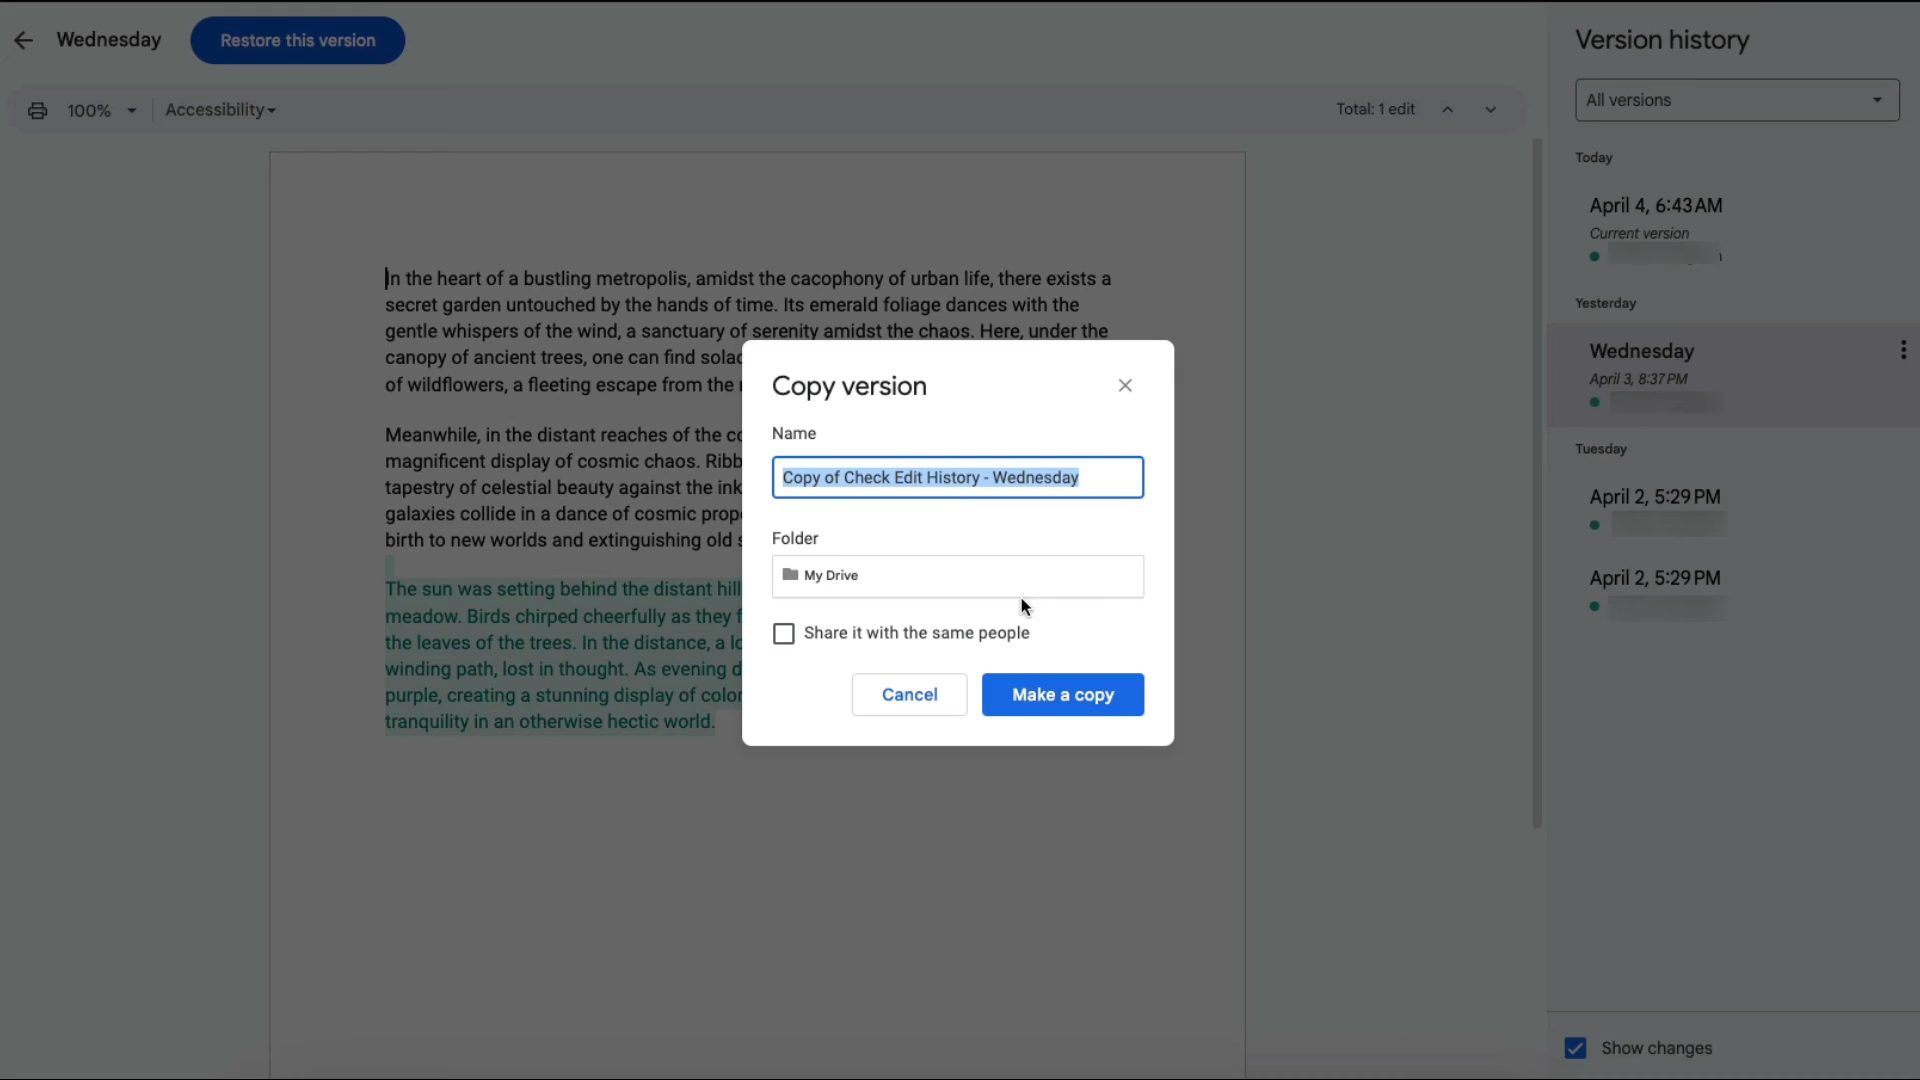 Wednesday
Restore this version
100%
Accessibility
Total: 1 edit
In the heart of a bustling metropolis, amidst the cacophony of urban life, there exists a
secret garden untouched by the hands of time. Its emerald foliage dances with the
gentle whispers of the wind, a sanctuary of serenity amidst the chaos. Here, under the
canopy of ancient trees, one can find
of wildflowers, a fleeting escape from the
Meanwhile, in the distant reaches of the
magnificent display of cosmic chaos.
tapestry of celestial beauty against the
galaxies collide in a dance of cosmic
birth to new worlds and extinguishing old
The sun was setting behind the distant
meadow. Birds chirped cheerfully as they
the leaves of the trees. In the distance, a
winding path, lost in thought. As evening
purple, creating a stunning display of
tranquility in an otherwise hectic world.
Copy version
Name
Copy of Check Edit History - Wednesday
Folder
My Drive
Share it with the same people
Cancel
Make a copy
Version history
All versions
Today
April 4, 6:43 AM
Current version
Yesterday
Wednesday
April 3, 8:37 PM
Tuesday
April 2, 5:29 PM
April 2, 5:29 PM
Show changes